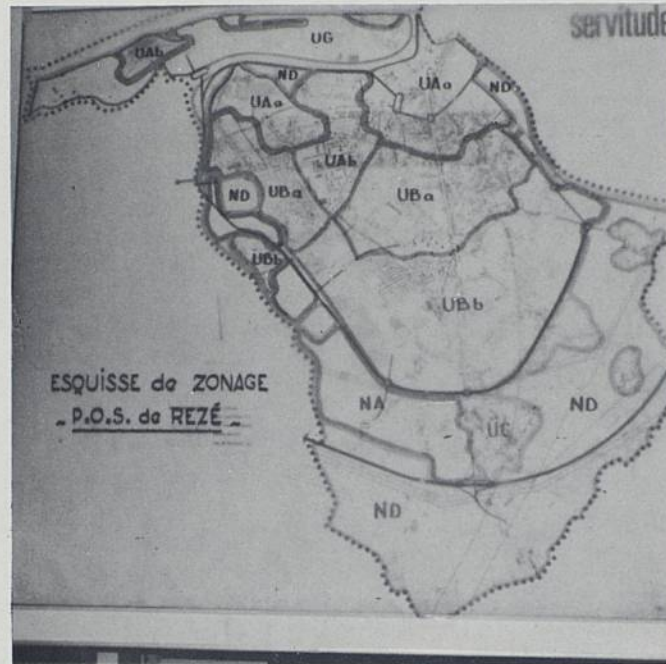 servitude
UG
UAb
ND
UAa
ND
UAa
UAb
ND
UBa
UBa
UBb
UBb
ESQUISSE de ZONAGE
- P.O.S. de REZÉ -
NA
ND
UC
ND